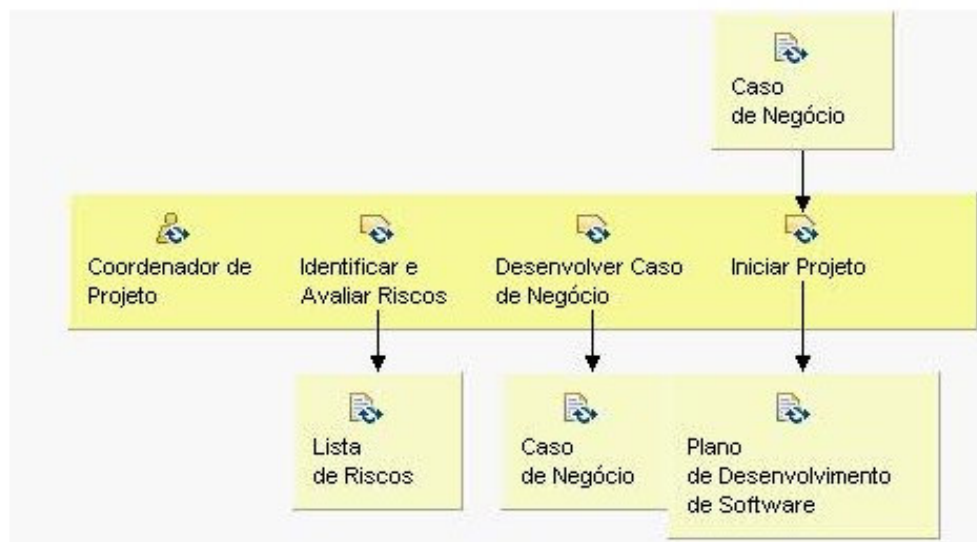 Caso
de Negócio
Coordenador de
Projeto
Identificar e
Avaliar Riscos
Desenvolver Caso
de Negócio
Iniciar Projeto
Lista
de Riscos
Caso
de Negócio
Plano
de Desenvolvimento
de Software